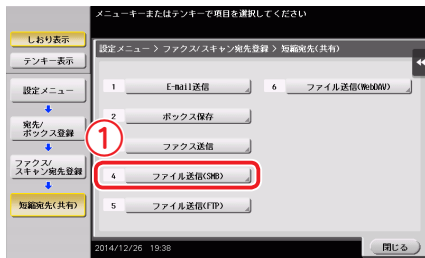 メニューキーまたはテンキーで項目を選択してください
しおり表示
テンキー表示
設定メニュー
宛先/
ボックス登録
ファクス/
スキャン宛先登録
短縮宛先(共有)
設定メニュー > ファクス/スキャン宛先登録 > 短縮宛先(共有)
1 E-mail送信
6 ファイル送信(WebDAV)
2 ボックス保存
①
ファクス送信
4 ファイル送信(SMB)
5 ファイル送信(FTP)
2014/12/26 19:38
閉じる